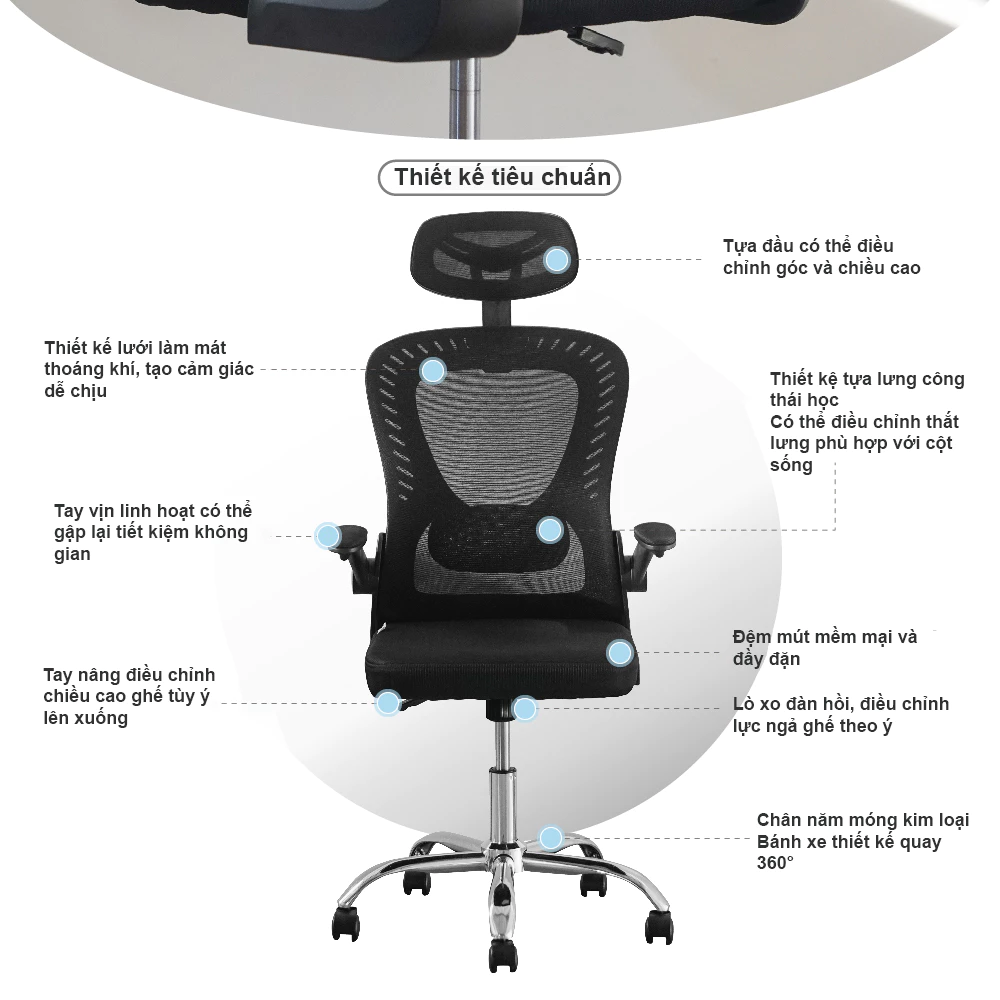 Thiết kế tiêu chuẩn
Tựa đầu có thể điều
chỉnh góc và chiều cao
Thiết kế lưới làm mát
thoáng khí, tạo cảm giác
dễ chịu
Thiết kệ tựa lưng công
thái học
Có thể điều chỉnh thắt
lưng phù hợp với cột
sống
Tay vịn linh hoạt có thể
gập lại tiết kiệm không
gian
Đệm mút mềm mại và
đầy đặn
Tay nâng điều chỉnh
chiều cao ghế tùy ý
lên xuống
Lò xo đàn hồi, điều chỉnh
lực ngả ghế theo ý
Chân năm móng kim loại
Bánh xe thiết kế quay
360°